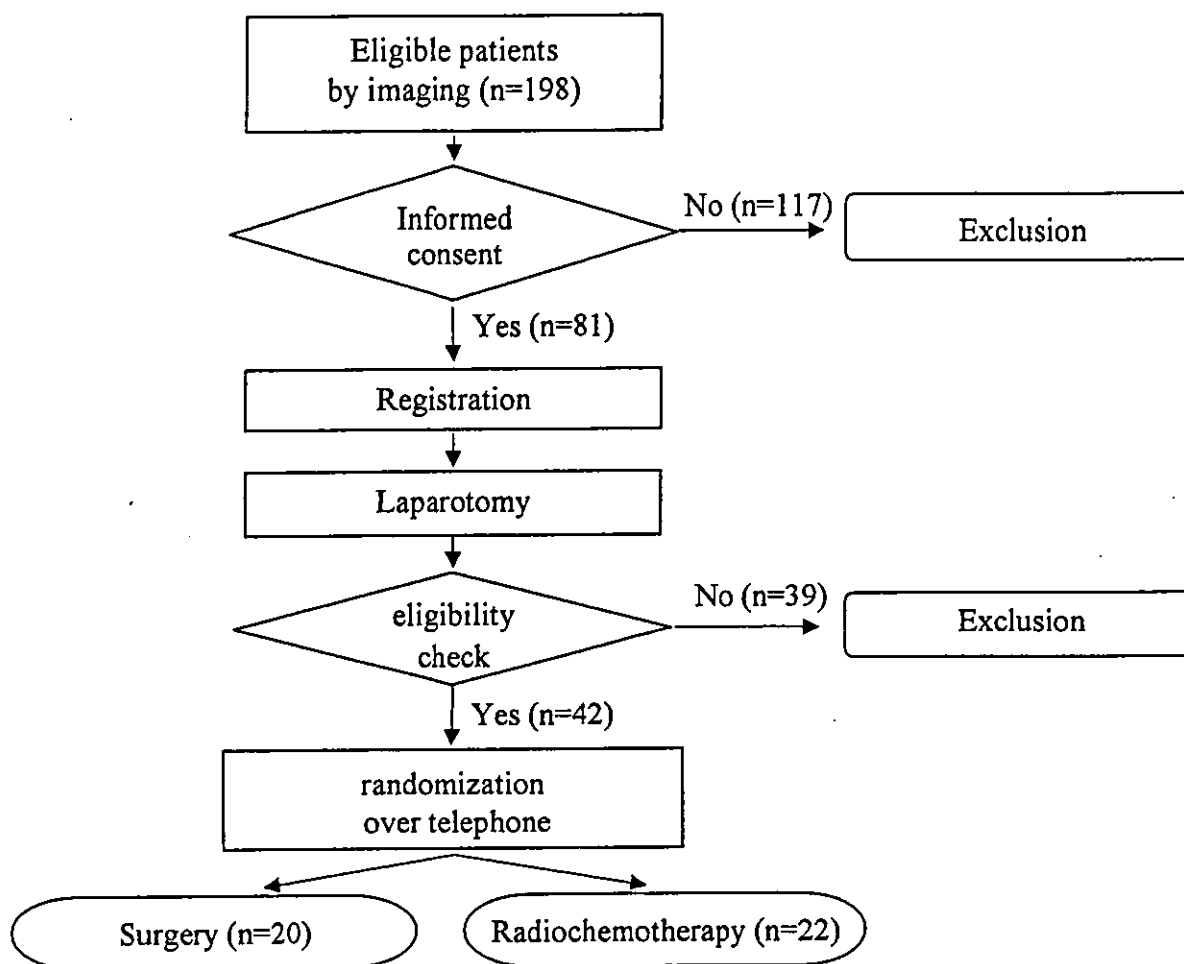 Eligible patients
by imaging (n=198)
No (n=117)
Informed
consent
Exclusion
Yes (n=81)
Registration
Laparotomy
No (n=39)
eligibility
check
Exclusion
Yes (n=42)
randomization
over telephone
Surgery (n=20)
Radiochemotherapy (n=22)